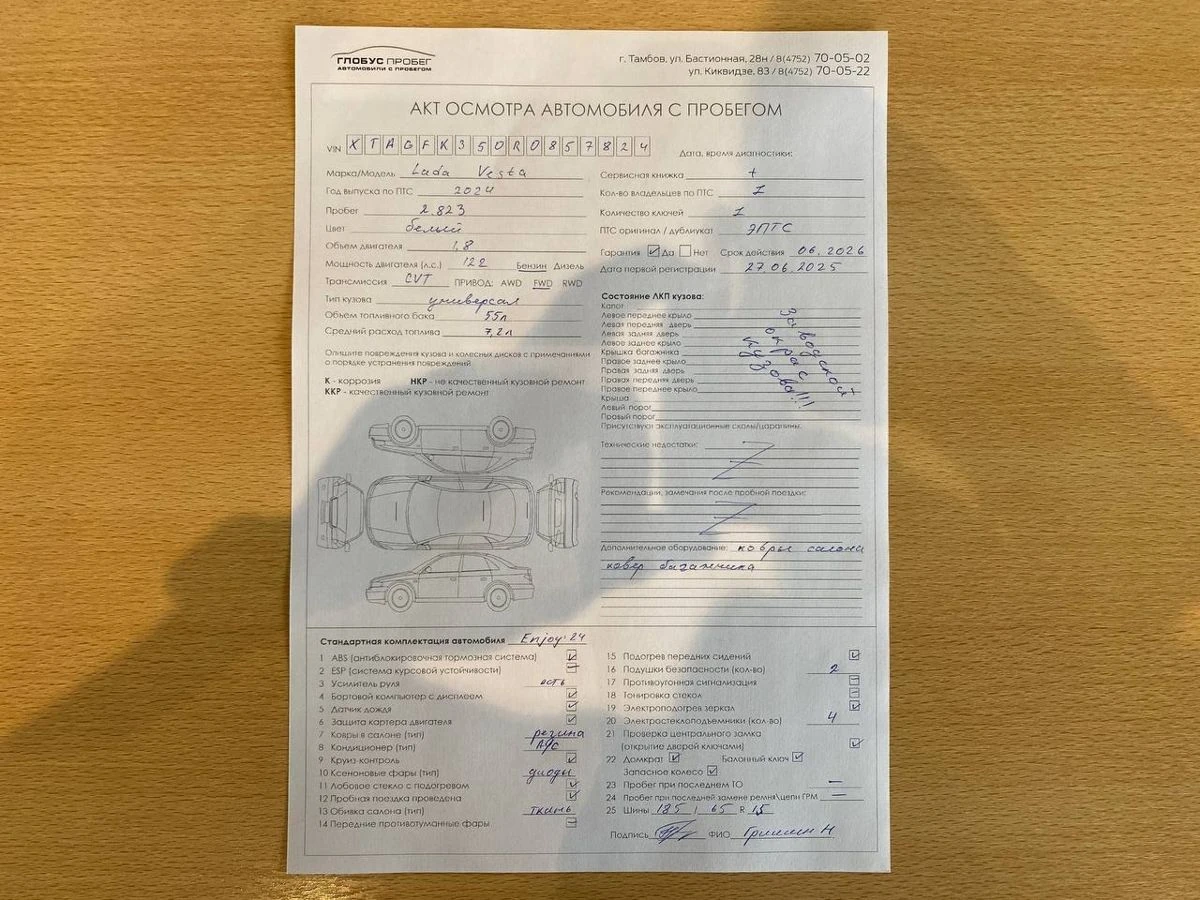 ГЛОБУС ПРОБЕГ
АВТОМОБИЛИ С ПРОБЕГОМ
г. Тамбов, ул. Бастионная, 28н / 8(4752) 70-05-02
ул. Киквидзе, 83 / 8(4752) 70-05-22
АКТ ОСМОТРА АВТОМОБИЛЯ С ПРОБЕГОМ
VIN XTAGFK350R0857824
Дата, время диагностики:
Марка/Модель Lada Vesta
Год выпуска по ПТС 2024
Пробег 2.823
Цвет белый
Объем двигателя 1,8
Мощность двигателя (л.с.) 122 Бензин Дизель
Трансмиссия CVT ПРИВОД: AWD FWD RWD
Тип кузова универсал
Объем топливного бака 55л
Средний расход топлива 7,2л
Опишите повреждения кузова и колесных дисков с примечаниями
о порядке устранения повреждений
К - коррозия НКР - не качественный кузовной ремонт
ККР - качественный кузовной ремонт
Сервисная книжка +
Кол-во владельцев по ПТС 1
Количество ключей 1
ПТС оригинал / дубликат ЭПТС
Гарантия ☑ Да ☐ Нет Срок действия 06.2026
Дата первой регистрации 27.06.2025
Состояние ЛКП кузова:
Капот
Левое переднее крыло
Левая передняя дверь
Левая задняя дверь
Левое заднее крыло
Крышка багажника
Правое заднее крыло
Правая задняя дверь
Правая передняя дверь
Правое переднее крыло
Крыша
Левый порог
Правый порог
Заводской
окрас
кузова!!!
Присутствуют эксплуатационные сколы/царапины.
Технические недостатки:
Рекомендации, замечания после пробной поездки:
Дополнительное оборудование: ковры салона
ковер багажника
Стандартная комплектация автомобиля Enjoy:24
1 ABS (антиблокировочная тормозная система) ☑
2 ESP (система курсовой устойчивости)
3 Усилитель руля есть
4 Бортовой компьютер с дисплеем ☑
5 Датчик дождя ☑
6 Защита картера двигателя ☑
7 Ковры в салоне (тип) резина
8 Кондиционер (тип) А/С
9 Круиз-контроль ☑
10 Ксеноновые фары (тип) диоды
11 Лобовое стекло с подогревом ☑
12 Пробная поездка проведена ☑
13 Обивка салона (тип) ткань
14 Передние противотуманные фары
15 Подогрев передних сидений ☑
16 Подушки безопасности (кол-во) 2
17 Противоугонная сигнализация
18 Тонировка стекол
19 Электроподогрев зеркал ☑
20 Электростеклоподъемники (кол-во) 4
21 Проверка центрального замка
(открытие дверей ключами) ☑
22 Домкрат ☑ Балонный ключ ☑
Запасное колесо ☑
23 Пробег при последнем ТО —
24 Пробег при последней замене ремня\цепи ГРМ —
25 Шины 185 / 65 R 15
Подпись ФИО Гришин Н